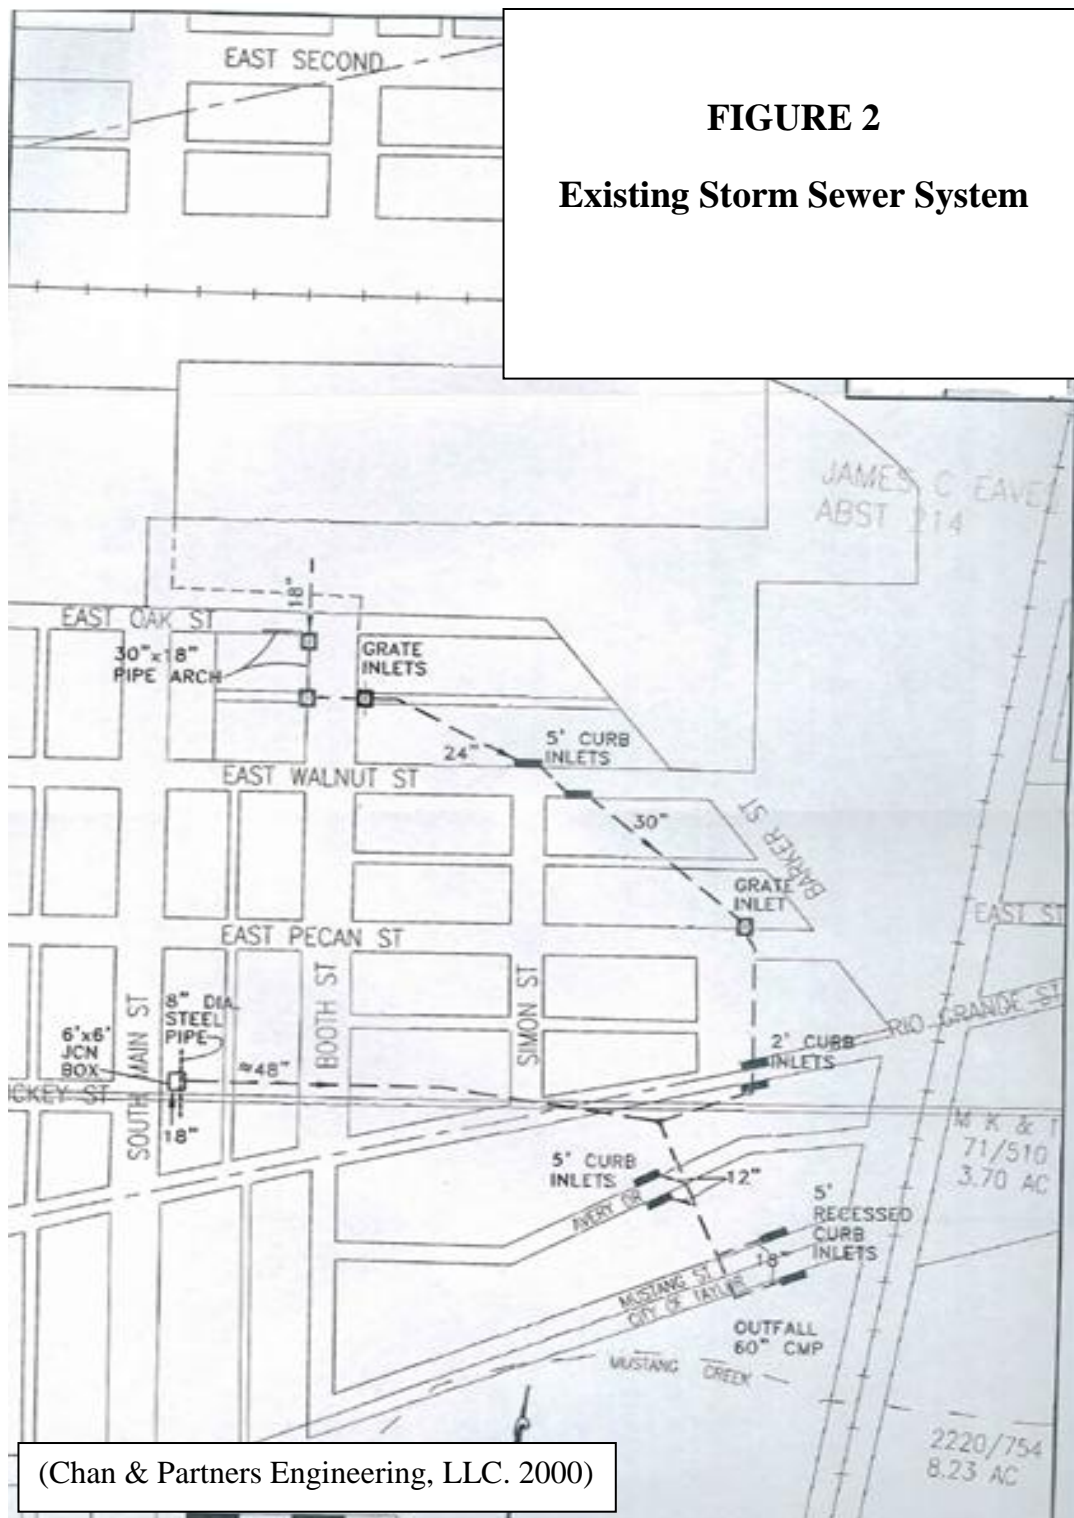 EAST SECOND
FIGURE 2
Existing Storm Sewer System
JAMES C EAVES
ABST 214
18"
EAST OAK ST
30"x18"
PIPE ARCH
GRATE
INLETS
24"
5' CURB
INLETS
EAST WALNUT ST
30"
BARKER ST
GRATE
INLET
EAST ST
EAST PECAN ST
SOUTH MAIN ST
8" DIA.
STEEL
PIPE
BOOTH ST
SIMON ST
RIO GRANDE ST
6'x6'
JCN
BOX
≈48"
2' CURB
INLETS
CKEY ST
18"
M K & T
71/510
3.70 AC
5' CURB
INLETS
12"
AVERY DR
5'
RECESSED
CURB
INLETS
18"
MUSTANG ST
CITY OF TAYLOR
OUTFALL
60" CMP
MUSTANG CREEK
2220/754
8.23 AC
(Chan & Partners Engineering, LLC. 2000)